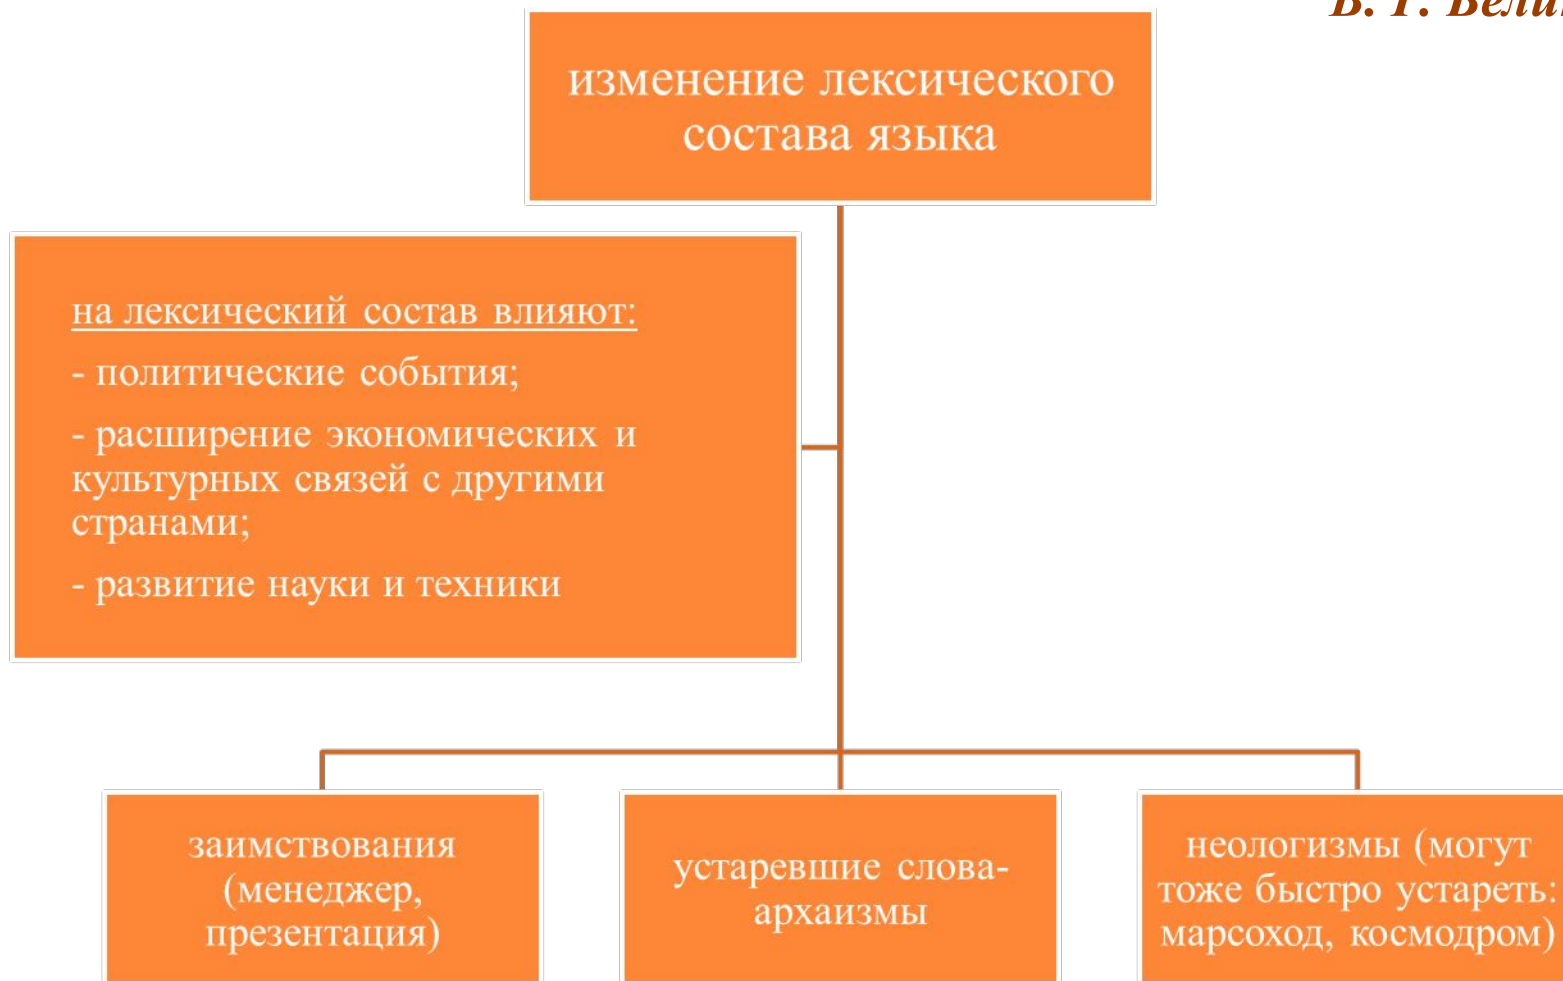 В. Г.
изменение лексического
состава языка
на лексический состав влияют:
- политические события;
- расширение экономических и
культурных связей с другими
странами;
- развитие науки и техники
заимствования
(менеджер,
презентация)
устаревшие слова-
архаизмы
неологизмы (могут
тоже быстро устареть:
марсоход, космодром)